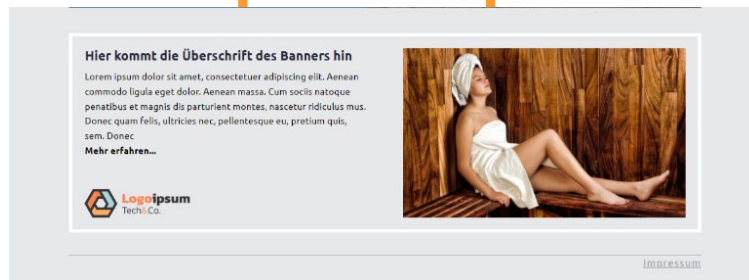 Hier kommt die Überschrift des Banners hin
Lorem ipsum dolor sit amet, consectetuer adipiscing elit. Aenean
commodo ligula eget dolor. Aenean massa. Cum sociis natoque
penatibus et magnis dis parturient montes, nascetur ridiculus mus.
Donec quam felis, ultricies nec, pellentesque eu, pretium quis,
sem. Donec
Mehr erfahren...
Logoipsum
Tech&Co.
Impressum